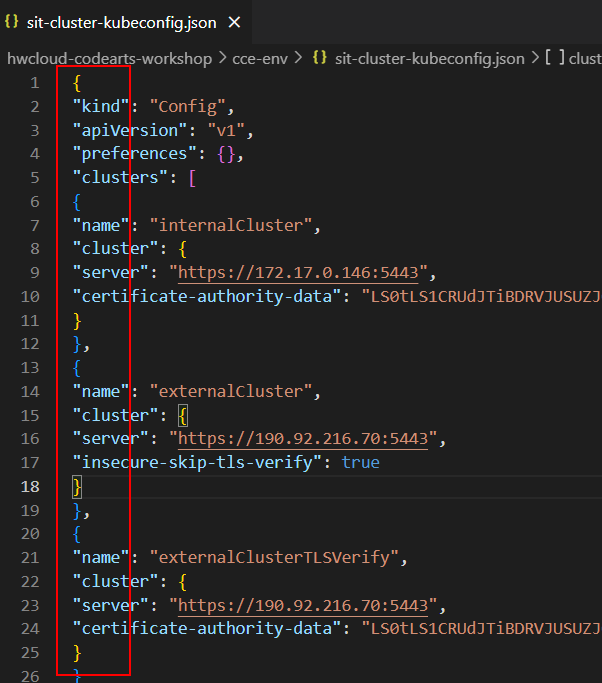 {} sit-cluster-kubeconfig.json ×
hwcloud-codearts-workshop > cce-env > {} sit-cluster-kubeconfig.json > [ ] clust
1 {
2 "kind": "Config",
3 "apiVersion": "v1",
4 "preferences": {},
5 "clusters": [
6 {
7 "name": "internalCluster",
8 "cluster": {
9 "server": "https://172.17.0.146:5443",
10 "certificate-authority-data": "LS0tLS1CRUdJTiBDRVJUSUZJ
11 }
12 },
13 {
14 "name": "externalCluster",
15 "cluster": {
16 "server": "https://190.92.216.70:5443",
17 "insecure-skip-tls-verify": true
18 }
19 },
20 {
21 "name": "externalClusterTLSVerify",
22 "cluster": {
23 "server": "https://190.92.216.70:5443",
24 "certificate-authority-data": "LS0tLS1CRUdJTiBDRVJUSUZJ
25 }
26 }